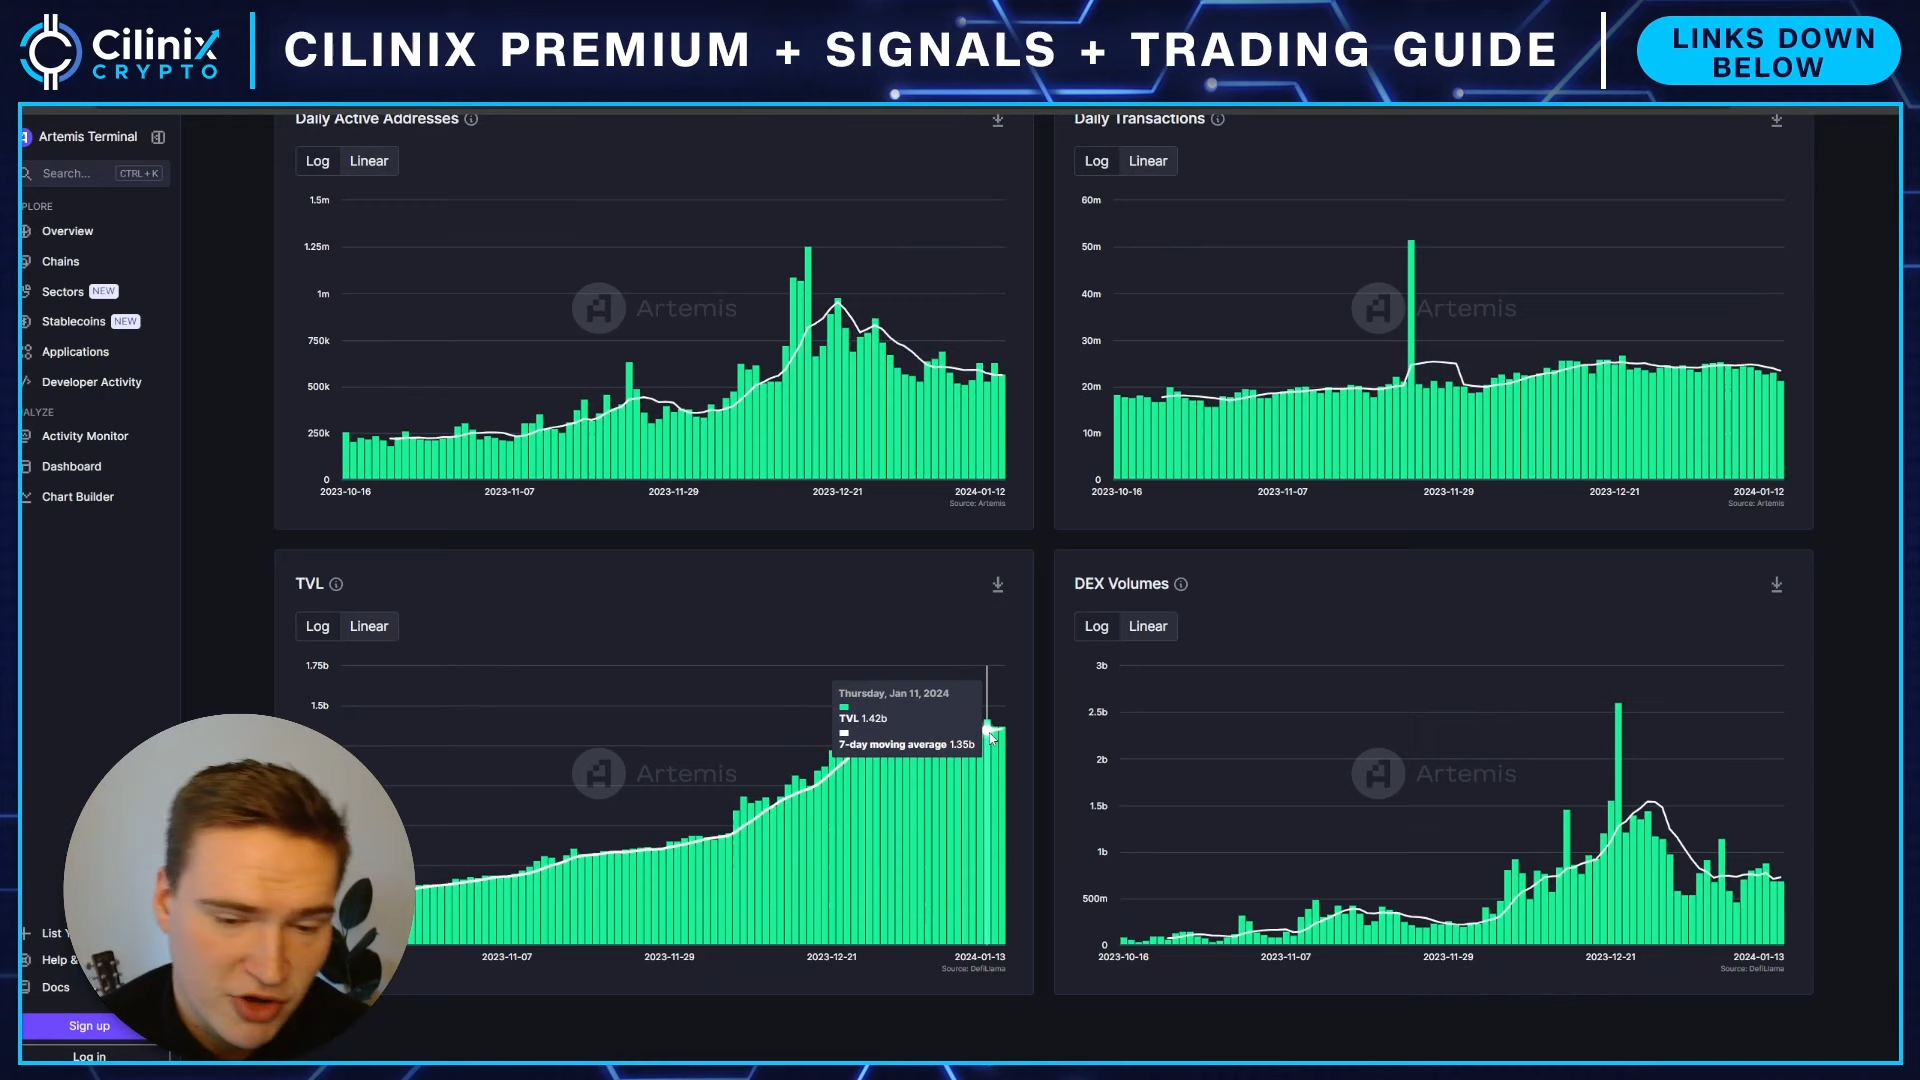 Cilinix
CRYPTO
CILINIX PREMIUM + SIGNALS + TRADING GUIDE
LINKS DOWN
BELOW
Artemis Terminal
Search...
CTRL + K
PLORE
Overview
Chains
Sectors NEW
Stablecoins NEW
Applications
Developer Activity
ALYZE
Activity Monitor
Dashboard
Chart Builder
List
Help &
Docs
Sign up
Log in
Daily Active Addresses
Log Linear
1.5m
1.25m
1m
750k
500k
250k
0
Artemis
2023-10-16 2023-11-07 2023-11-29 2023-12-21 2024-01-12
Source: Artemis
Daily Transactions
Log Linear
60m
50m
40m
30m
20m
10m
0
Artemis
2023-10-16 2023-11-07 2023-11-29 2023-12-21 2024-01-12
Source: Artemis
TVL
Log Linear
1.75b
1.5b
Thursday, Jan 11, 2024
TVL 1.42b
7-day moving average 1.35b
Artemis
2023-11-07 2023-11-29 2023-12-21 2024-01-13
Source: DefiLlama
DEX Volumes
Log Linear
3b
2.5b
2b
1.5b
1b
500m
0
Artemis
2023-10-16 2023-11-07 2023-11-29 2023-12-21 2024-01-13
Source: DefiLlama